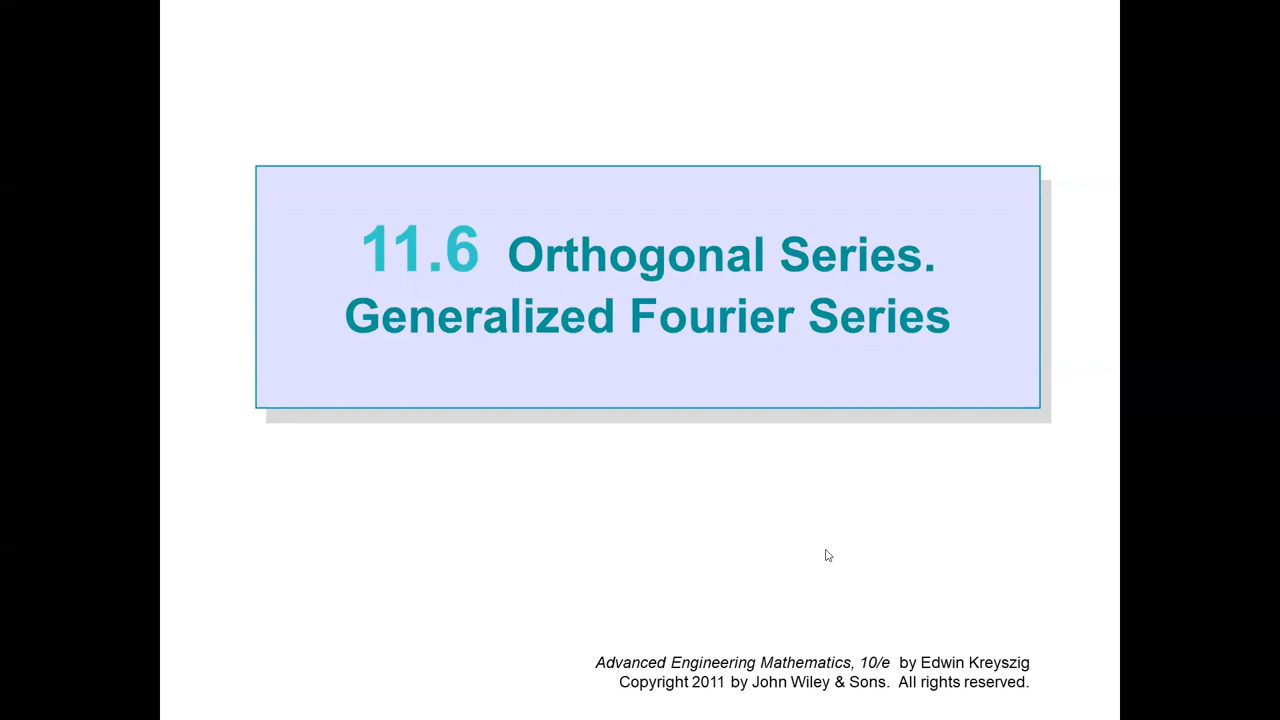 11.6 Orthogonal Series.
Generalized Fourier Series
Advanced Engineering Mathematics, 10/e by Edwin Kreyszig
Copyright 2011 by John Wiley & Sons. All rights reserved.